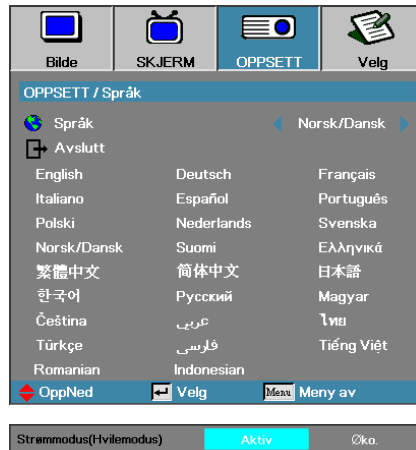 Bilde SKJERM OPPSETT Velg
OPPSETT / Språk
Språk Norsk/Dansk
Avslutt
English Deutsch Français
Italiano Español Português
Polski Nederlands Svenska
Norsk/Dansk Suomi Ελληνικά
繁體中文 简体中文 日本語
한국어 Русский Magyar
Čeština عربي ไทย
Türkçe فارسی Tiếng Việt
Romanian Indonesian
OppNed Velg Menu Meny av
Strømmodus(Hvilemodus) Aktiv Øko.